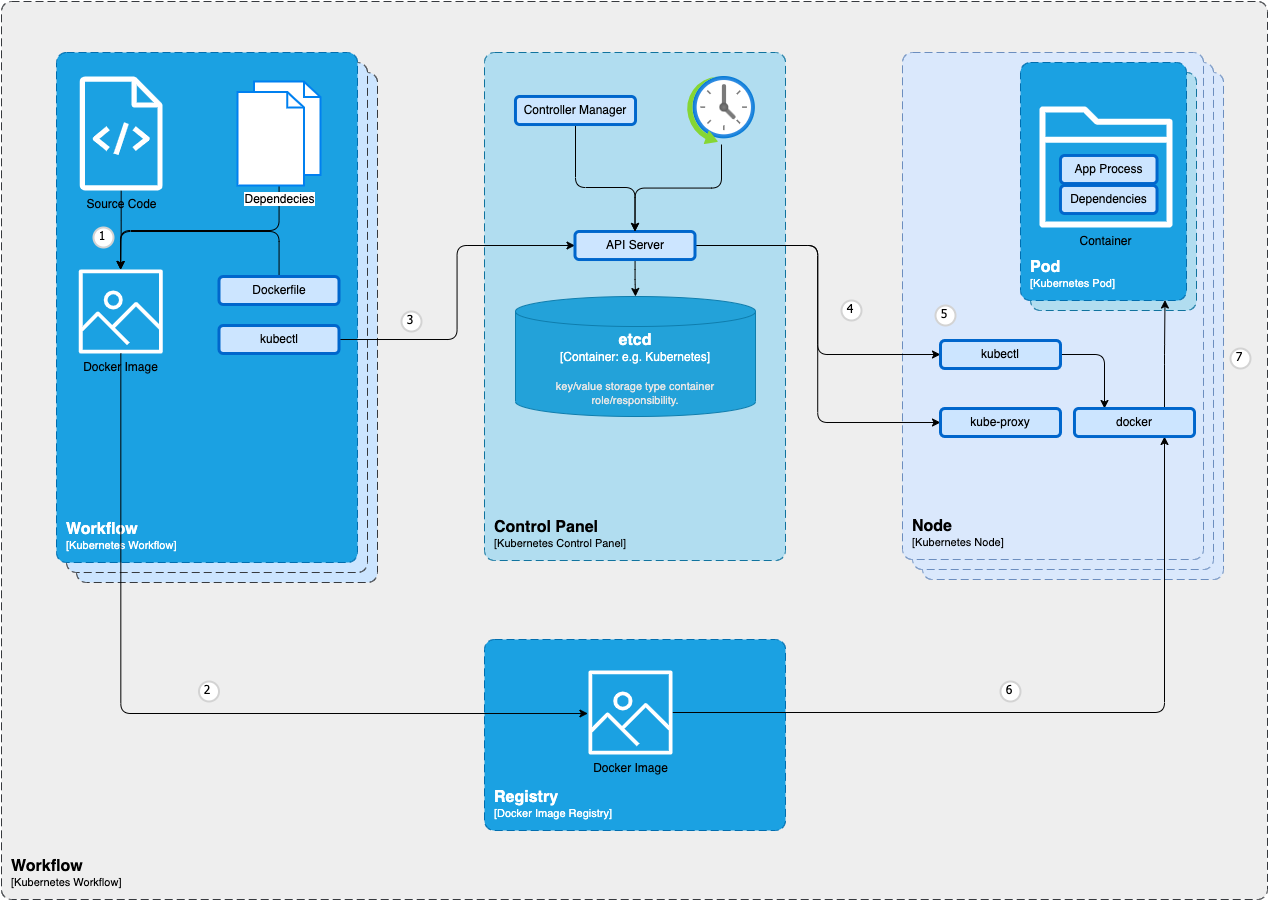 Source Code
Dependecies
1
Dockerfile
kubectl
Docker Image
Workflow
[Kubernetes Workflow]
2
3
Controller Manager
API Server
etcd
[Container: e.g. Kubernetes]
key/value storage type container
role/responsibility.
Control Panel
[Kubernetes Control Panel]
4
5
App Process
Dependencies
Container
Pod
[Kubernetes Pod]
kubectl
kube-proxy
docker
Node
[Kubernetes Node]
7
6
Docker Image
Registry
[Docker Image Registry]
Workflow
[Kubernetes Workflow]